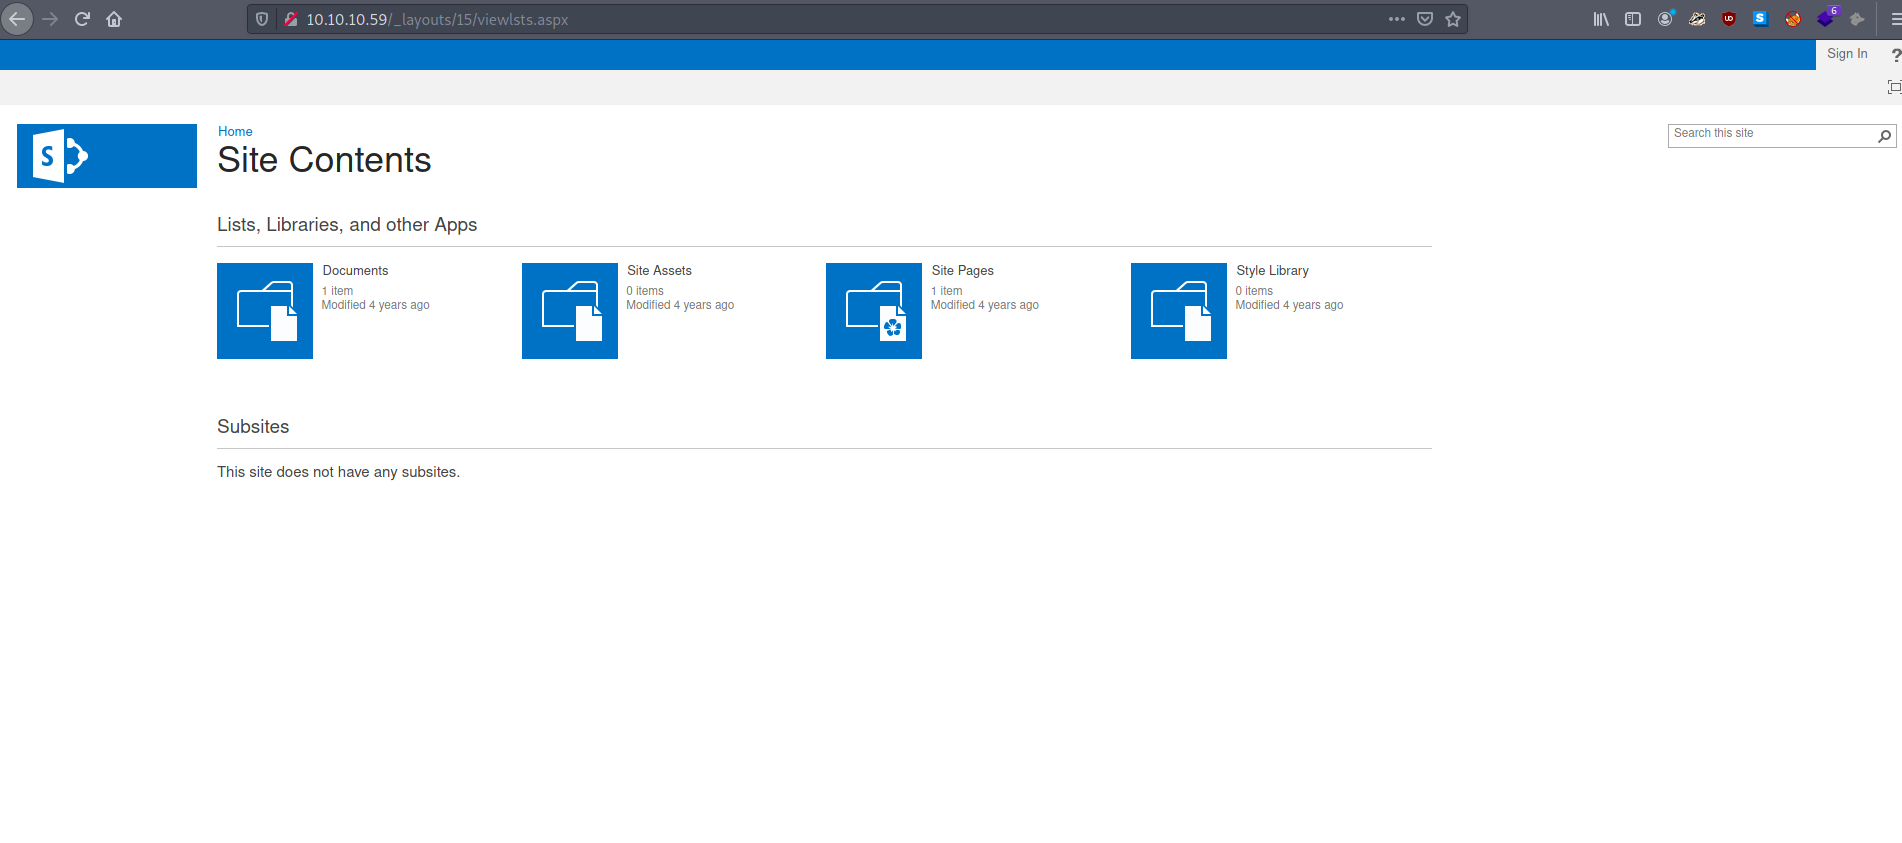 10.10.10.59/_layouts/15/viewlsts.aspx
6
Sign In
?
S
Home
Site Contents
Search this site
Lists, Libraries, and other Apps
Documents
1 item
Modified 4 years ago
Site Assets
0 items
Modified 4 years ago
Site Pages
1 item
Modified 4 years ago
Style Library
0 items
Modified 4 years ago
Subsites
This site does not have any subsites.